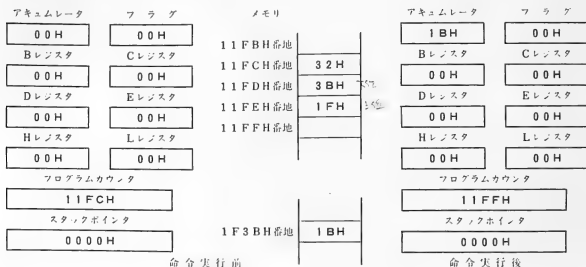 アキュムレータ フラグ
00H 00H
Bレジスタ Cレジスタ
00H 00H
Dレジスタ Eレジスタ
00H 00H
Hレジスタ Lレジスタ
00H 00H
プログラムカウンタ
11FCH
スタックポインタ
0000H
命令実行前
メモリ
11FBH番地
11FCH番地 32H
11FDH番地 3BH
11FEH番地 1FH
11FFH番地
1F3BH番地 1BH
アキュムレータ フラグ
1BH 00H
Bレジスタ Cレジスタ
00H 00H
Dレジスタ Eレジスタ
00H 00H
Hレジスタ Lレジスタ
00H 00H
プログラムカウンタ
11FFH
スタックポインタ
0000H
命令実行後